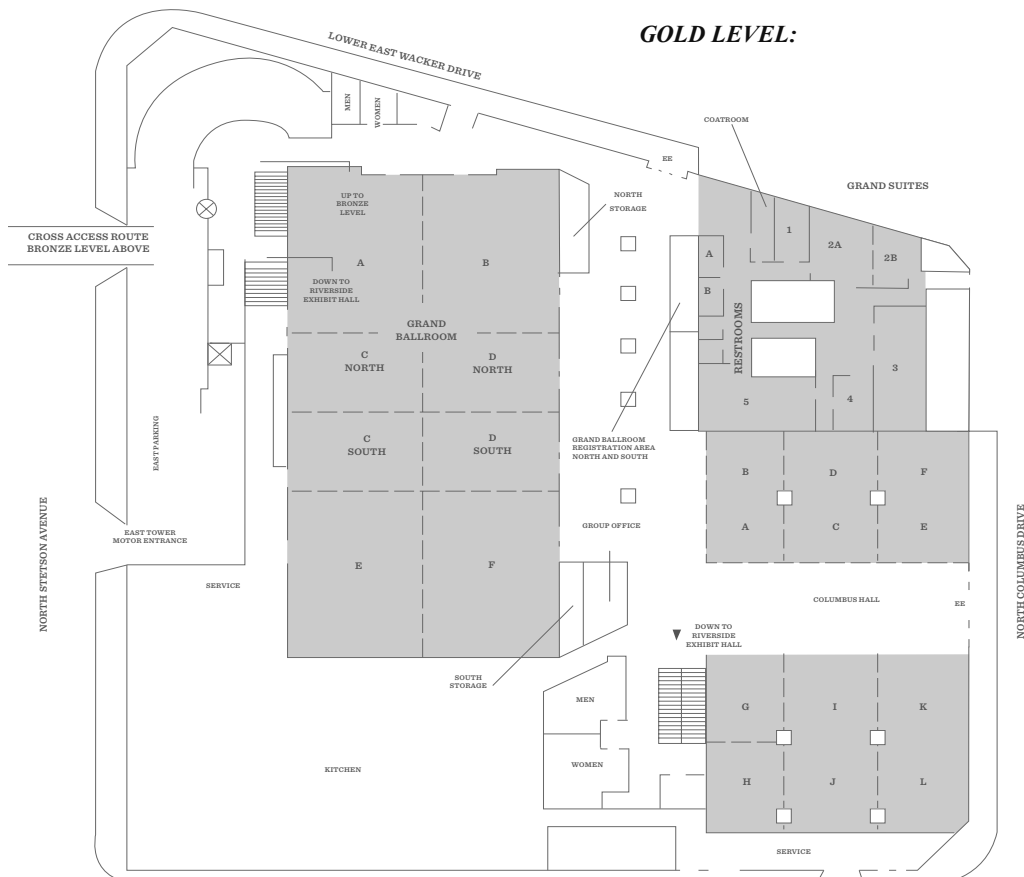 GOLD LEVEL:
LOWER EAST WACKER DRIVE
MEN
WOMEN
COATROOM
EE
GRAND SUITES
UP TO
BRONZE
LEVEL
NORTH
STORAGE
CROSS ACCESS ROUTE
BRONZE LEVEL ABOVE
1
2A
2B
A
B
A
B
DOWN TO
RIVERSIDE
EXHIBIT HALL
GRAND
BALLROOM
RESTROOMS
C
NORTH
D
NORTH
3
4
5
EAST PARKING
C
SOUTH
D
SOUTH
GRAND BALLROOM
REGISTRATION AREA
NORTH AND SOUTH
B
D
F
A
C
E
GROUP OFFICE
EAST TOWER
MOTOR ENTRANCE
NORTH STETSON AVENUE
NORTH COLUMBUS DRIVE
E
F
SERVICE
COLUMBUS HALL
EE
DOWN TO
RIVERSIDE
EXHIBIT HALL
SOUTH
STORAGE
MEN
WOMEN
G
I
K
H
J
L
KITCHEN
SERVICE